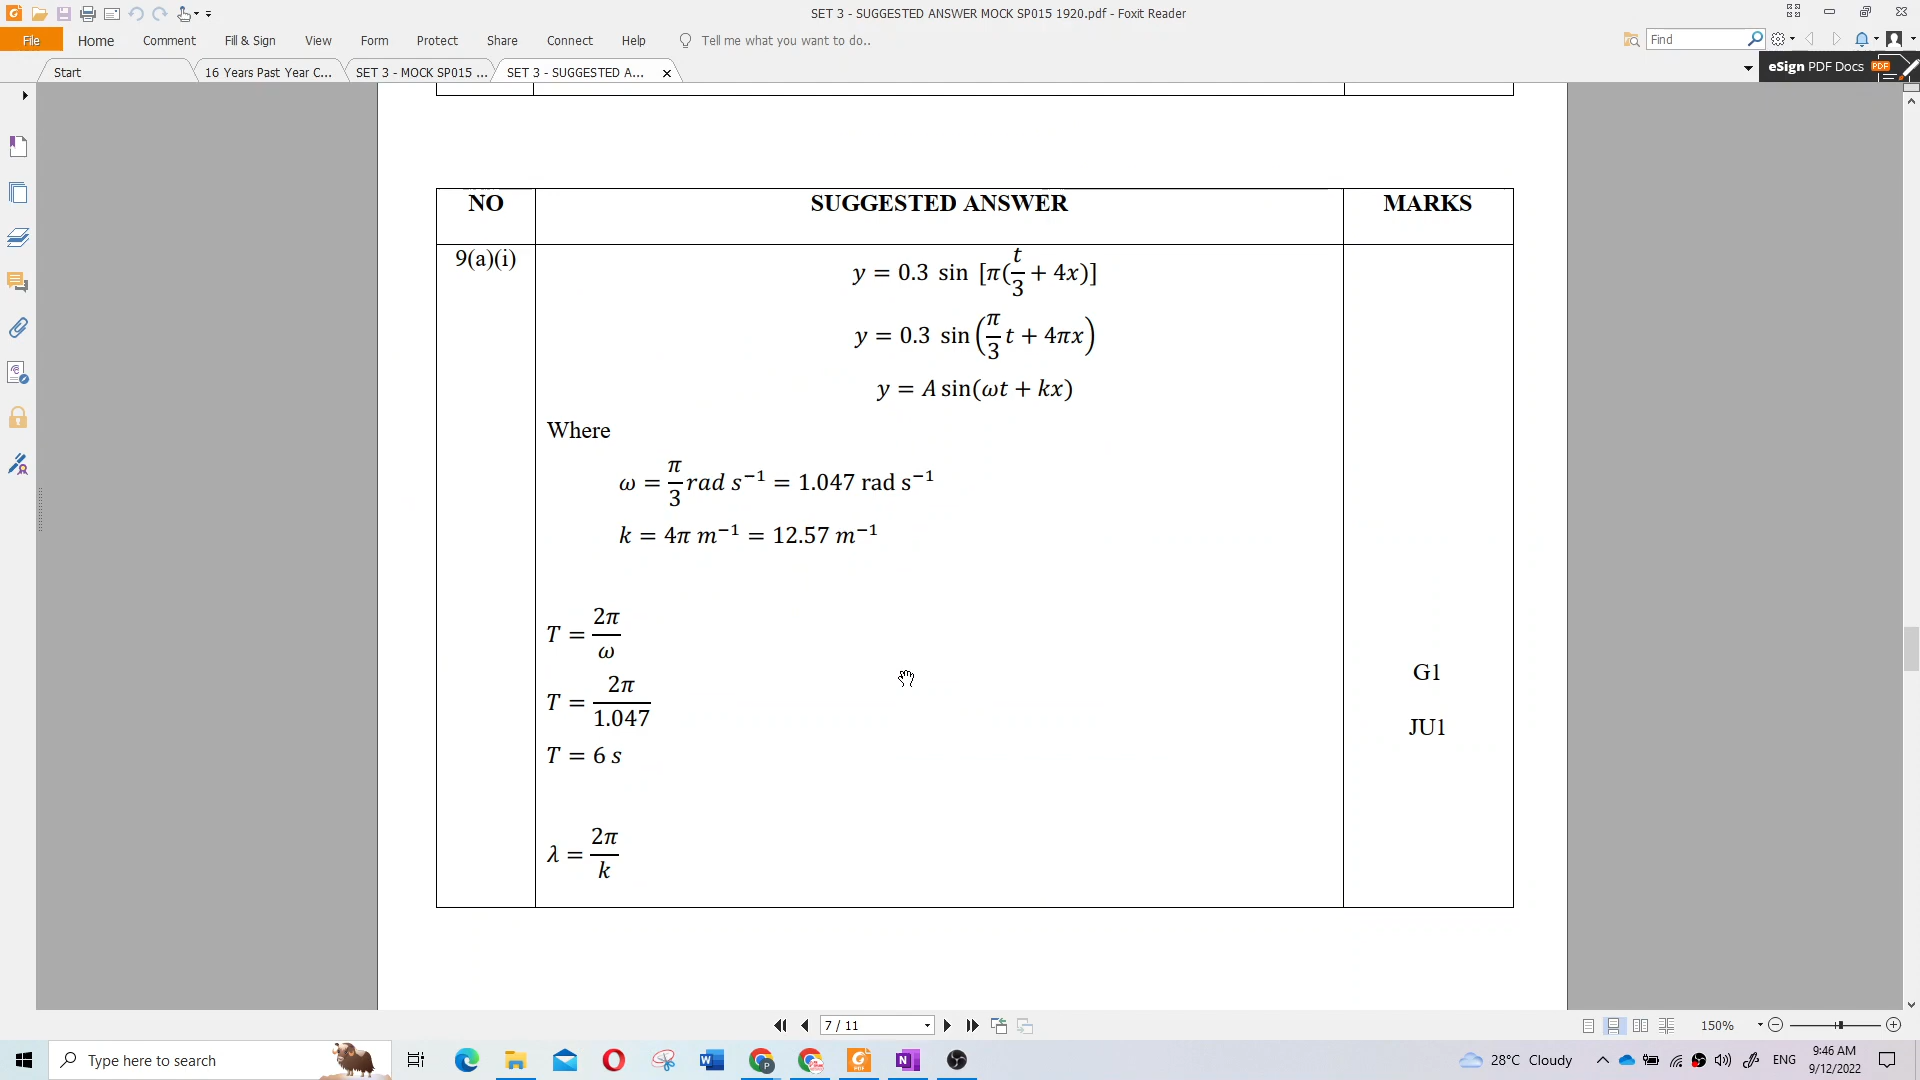 SET 3 - SUGGESTED ANSWER MOCK SP015 1920.pdf - Foxit Reader
File Home Comment Fill & Sign View Form Protect Share Connect Help Tell me what you want to do.. Find
Start 16 Years Past Year C... SET 3 - MOCK SP015 ... SET 3 - SUGGESTED A... eSign PDF Docs PDF
NO SUGGESTED ANSWER MARKS
9(a)(i) y = 0.3 sin [π(t/3 + 4x)]
y = 0.3 sin(π/3 t + 4πx)
y = A sin(ωt + kx)
Where
ω = π/3 rad s⁻¹ = 1.047 rad s⁻¹
k = 4π m⁻¹ = 12.57 m⁻¹
T = 2π/ω
G1
T = 2π/1.047
JU1
T = 6 s
λ = 2π/k
7 / 11 150%
Type here to search 28°C Cloudy ENG 9:46 AM
9/12/2022